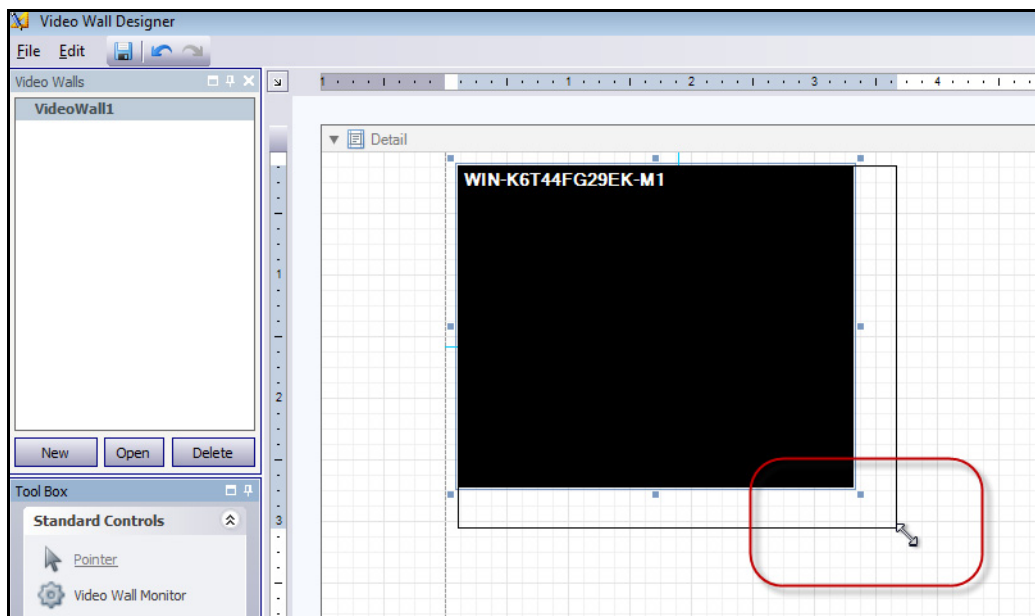 Video Wall Designer
File Edit
Video Walls
VideoWall1
New Open Delete
Tool Box
Standard Controls
Pointer
Video Wall Monitor
1 1 2 3 4
Detail
1
2
3
WIN-K6T44FG29EK-M1